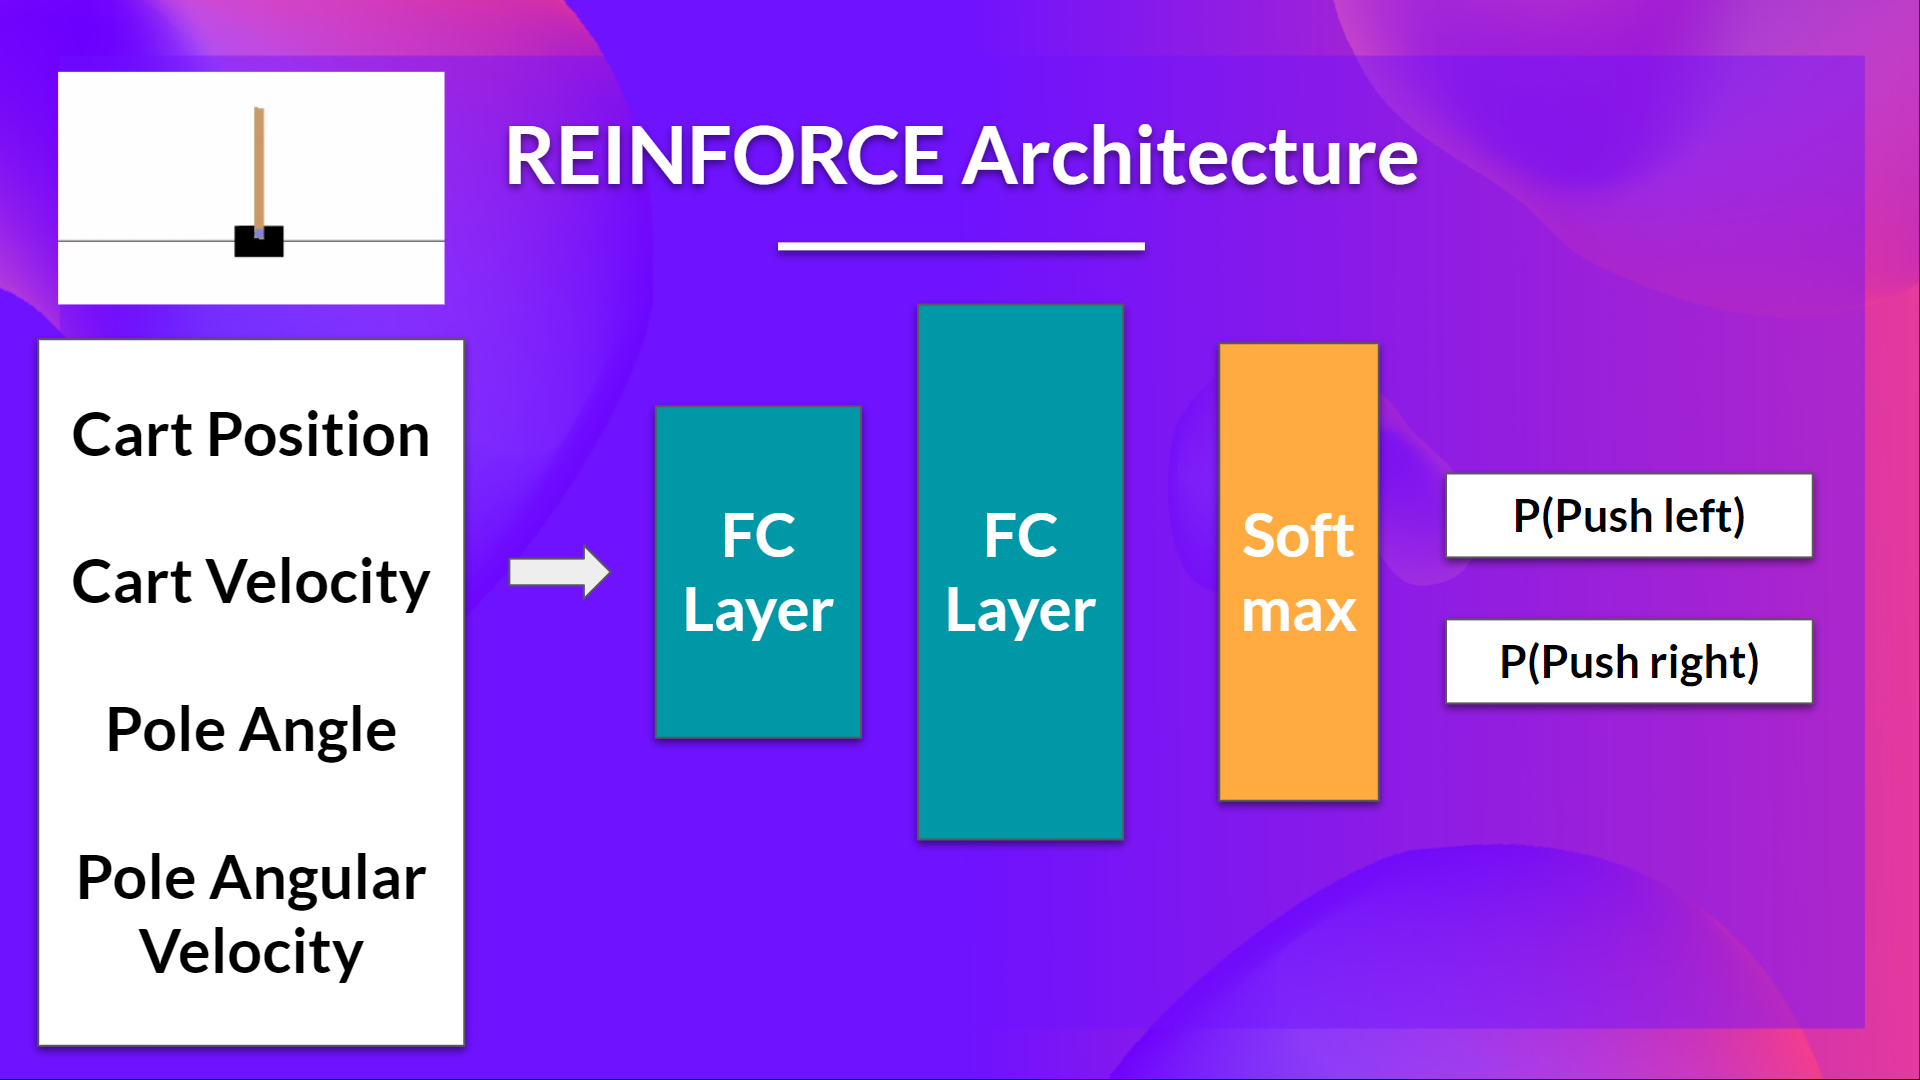 REINFORCE Architecture
Cart Position
Cart Velocity
Pole Angle
Pole Angular
Velocity
FC
Layer
FC
Layer
Soft
max
P(Push left)
P(Push right)